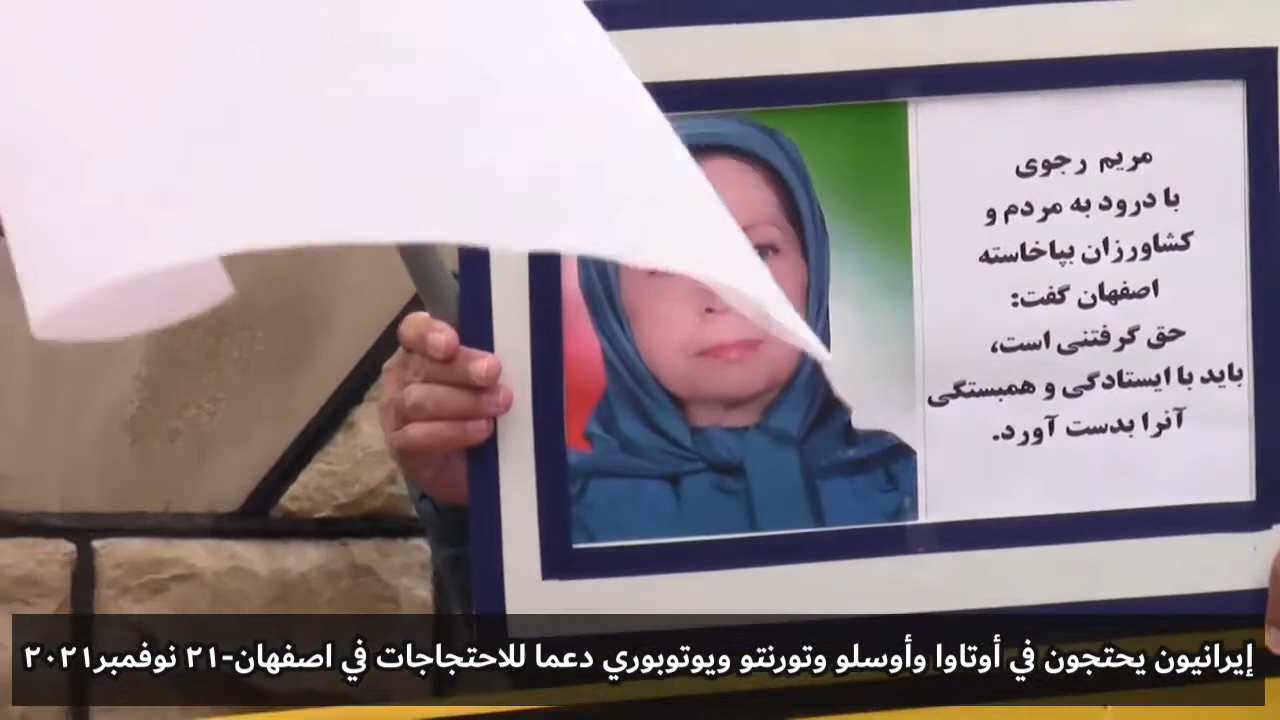 مریم رجوی
با درود به مردم و
کشاورزان بپاخاسته
اصفهان گفت:
حق گرفتنی است،
باید با ایستادگی و همبستگی
آنرا بدست آورد.
إيرانيون يحتجون في أوتاوا وأوسلو وتورنتو ويوتوبوري دعما للاحتجاجات في اصفهان-٢١ نوفمبر٢٠٢١